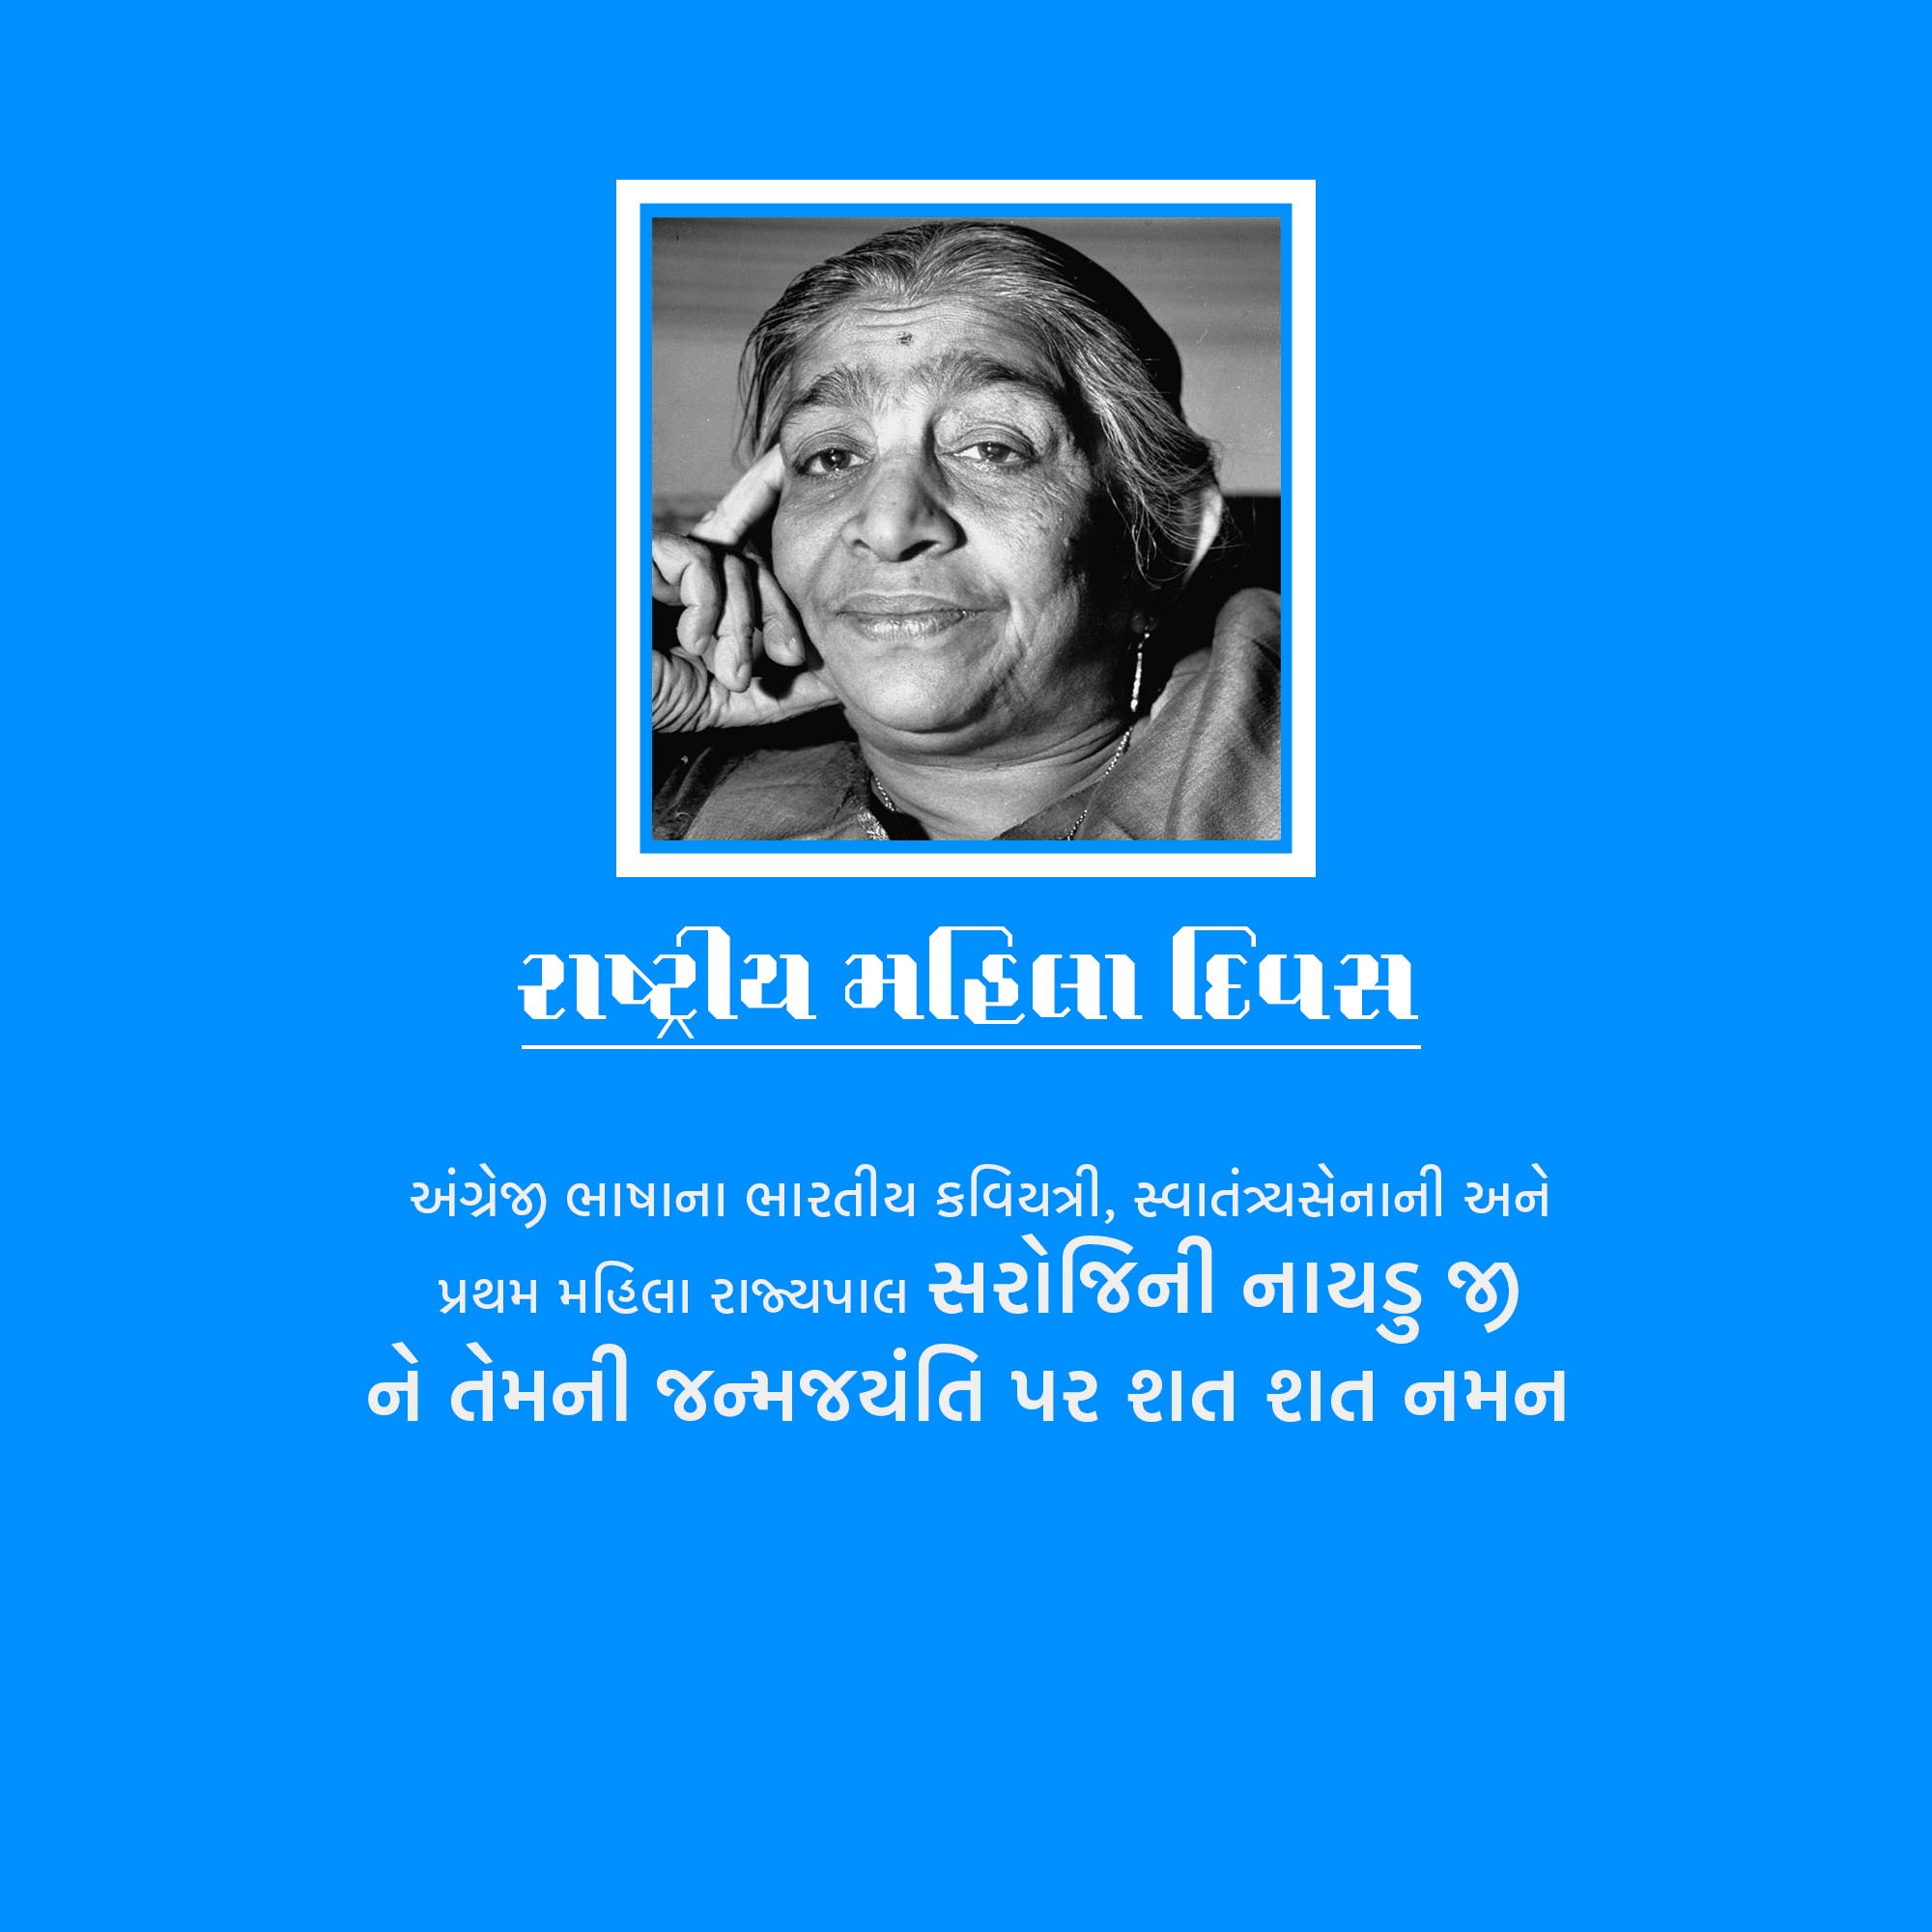 રાષ્ટ્રીય મહિલા દિવસ
અંગ્રેજી ભાષાના ભારતીય કવિયત્રી, સ્વાતંત્ર્યસેનાની અને
પ્રથમ મહિલા રાજ્યપાલ સરોજિની નાયડુ જી
ને તેમની જન્મજયંતિ પર શત શત નમન